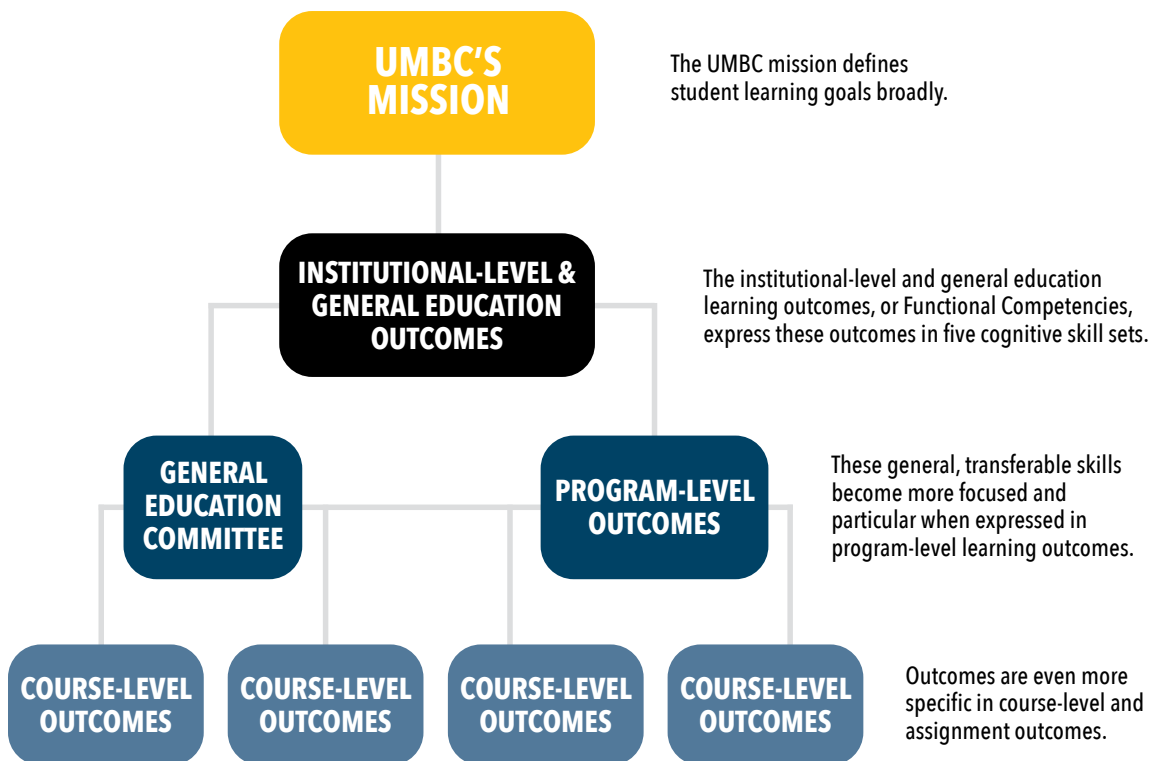 UMBC'S
MISSION
The UMBC mission defines
student learning goals broadly.
INSTITUTIONAL-LEVEL &
GENERAL EDUCATION
OUTCOMES
The institutional-level and general education
learning outcomes, or Functional Competencies,
express these outcomes in five cognitive skill sets.
GENERAL
EDUCATION
COMMITTEE
PROGRAM-LEVEL
OUTCOMES
These general, transferable skills
become more focused and
particular when expressed in
program-level learning outcomes.
COURSE-LEVEL
OUTCOMES
COURSE-LEVEL
OUTCOMES
COURSE-LEVEL
OUTCOMES
COURSE-LEVEL
OUTCOMES
Outcomes are even more
specific in course-level and
assignment outcomes.